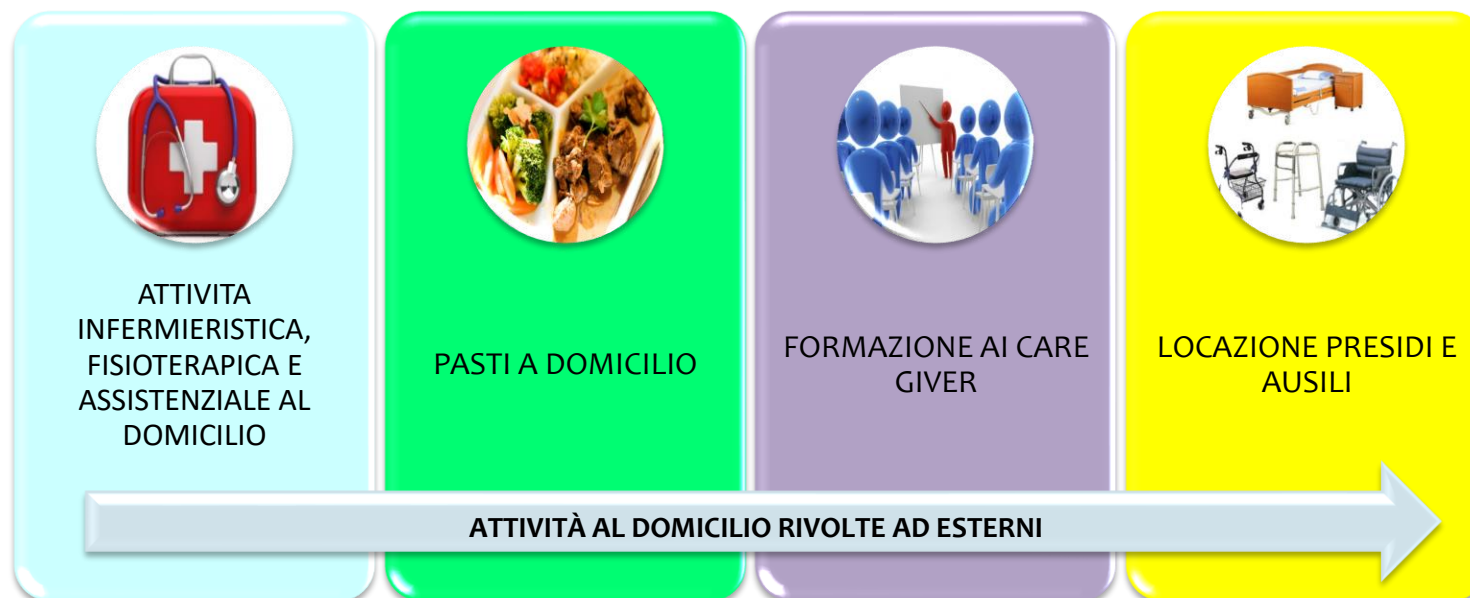 ATTIVITA
INFERMIERISTICA,
FISIOTERAPICA E
ASSISTENZIALE AL
DOMICILIO
PASTI A DOMICILIO
FORMAZIONE AI CARE
GIVER
LOCAZIONE PRESIDI E
AUSILI
ATTIVITÀ AL DOMICILIO RIVOLTE AD ESTERNI